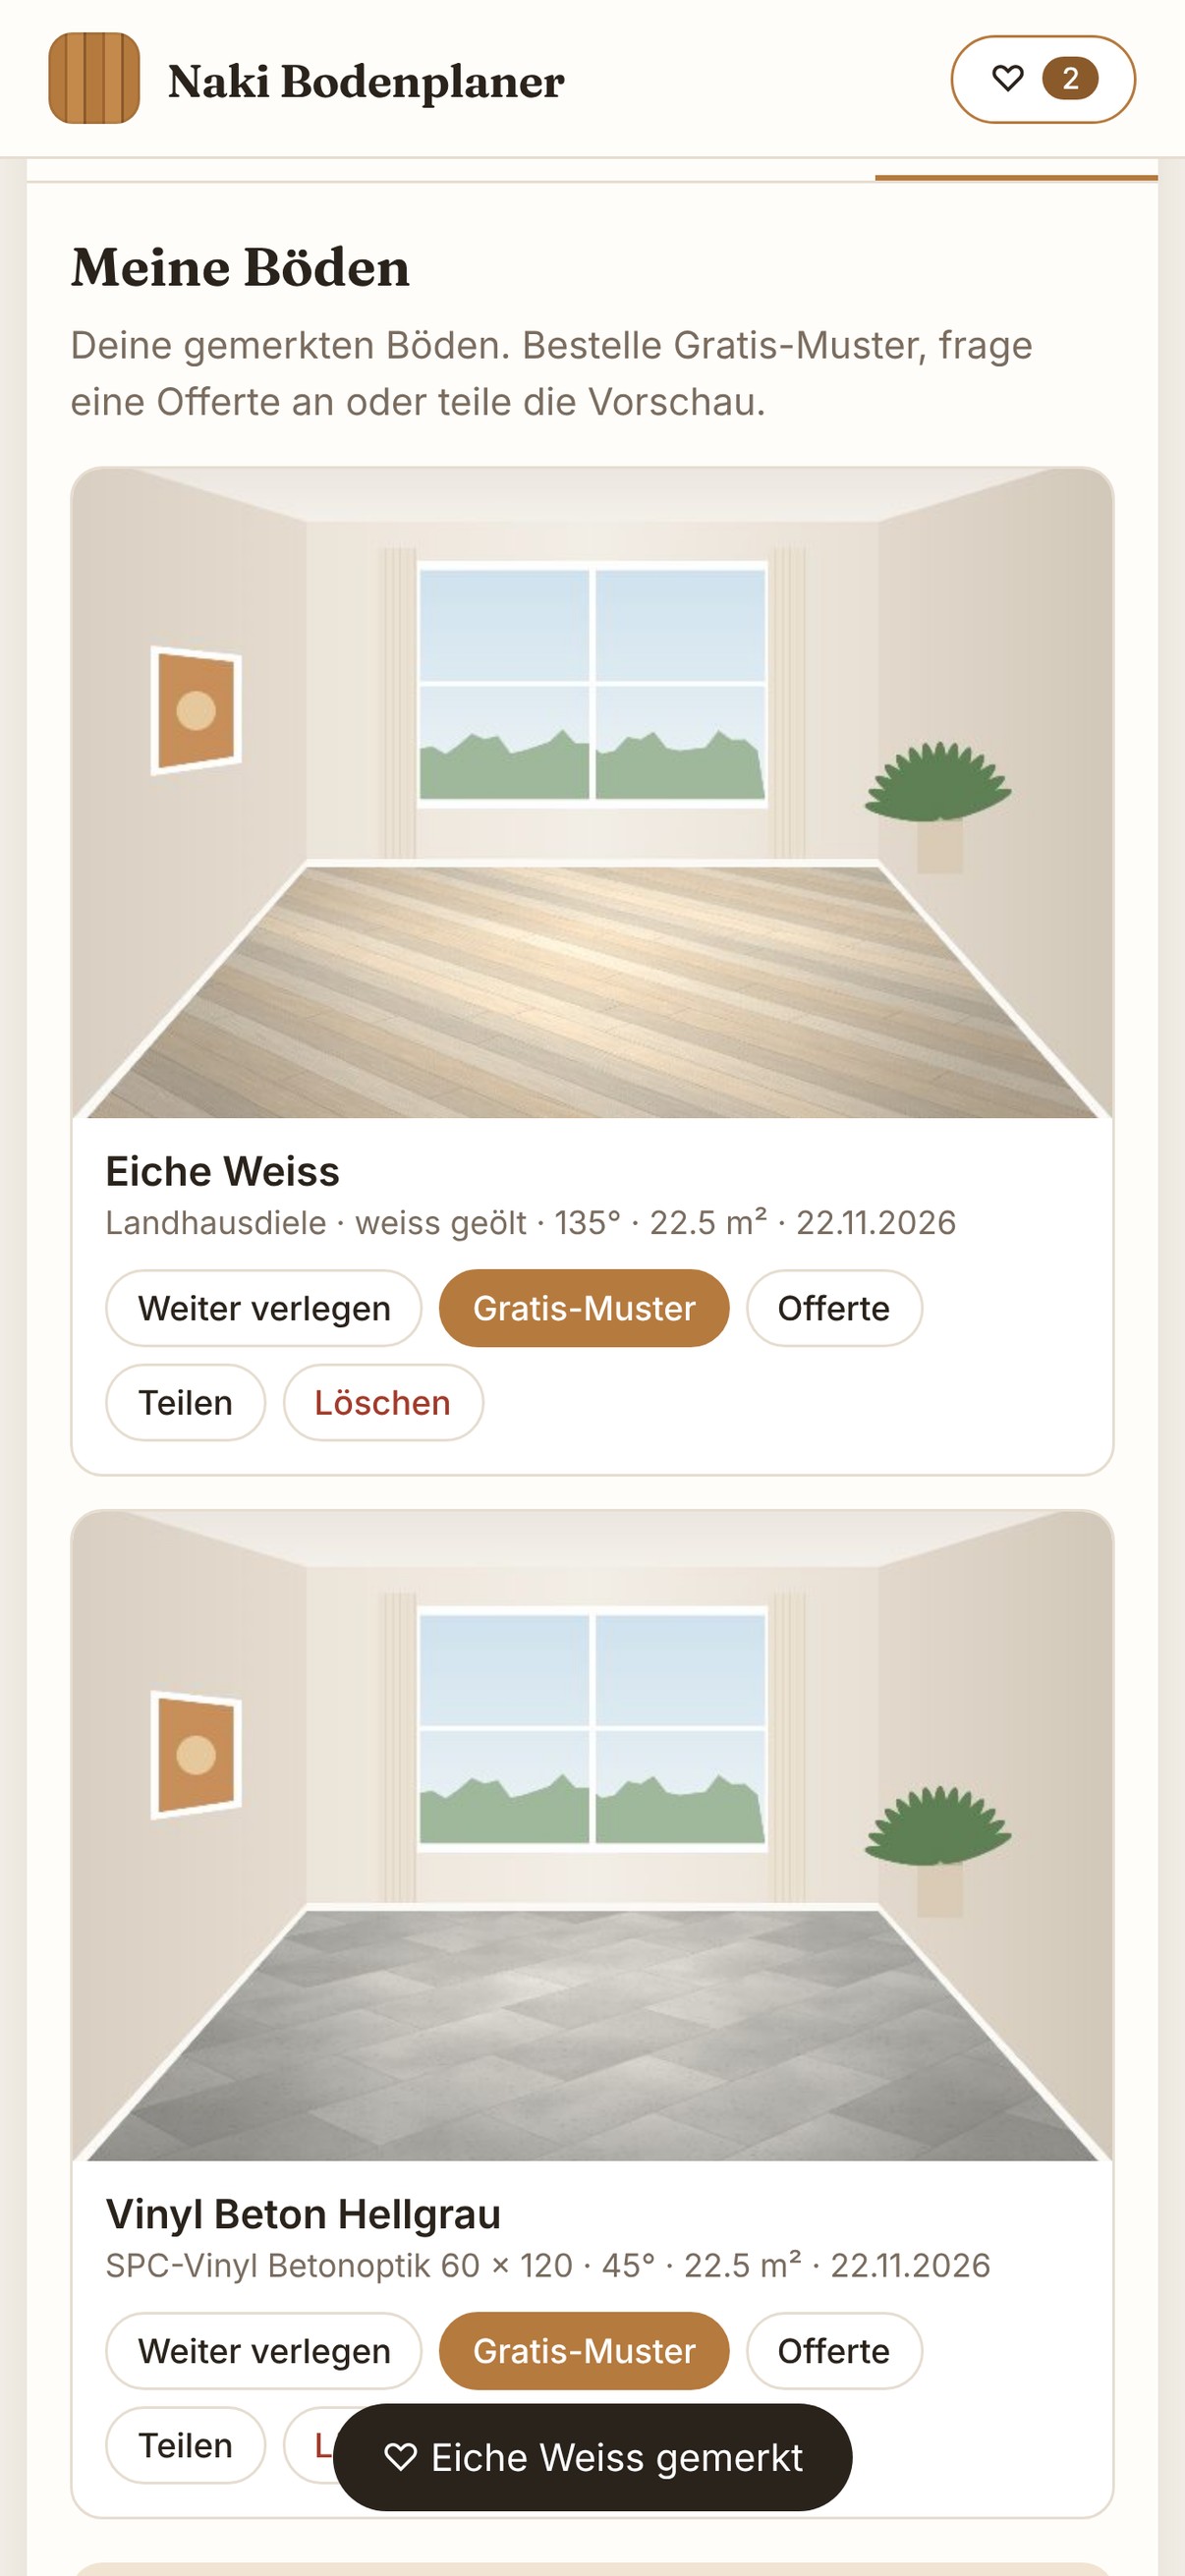 Naki Bodenplaner
♡ 2
Meine Böden
Deine gemerkten Böden. Bestelle Gratis-Muster, frage
eine Offerte an oder teile die Vorschau.
Eiche Weiss
Landhausdiele · weiss geölt · 135° · 22.5 m² · 22.11.2026
Weiter verlegen Gratis-Muster Offerte
Teilen Löschen
Vinyl Beton Hellgrau
SPC-Vinyl Betonoptik 60 × 120 · 45° · 22.5 m² · 22.11.2026
Weiter verlegen Gratis-Muster Offerte
Teilen
♡ Eiche Weiss gemerkt